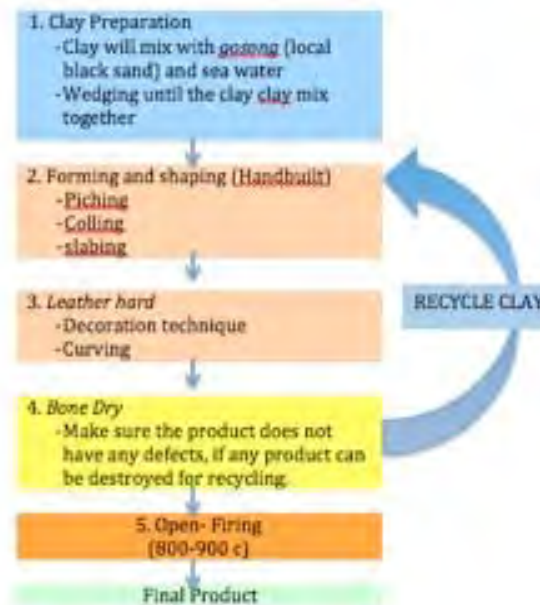 1. Clay Preparation
-Clay will mix with gosong (local
black sand) and sea water
-Wedging until the clay clay mix
together
2. Forming and shaping (Handbuilt)
-Piching
-Colling
-slabing
3. Leather hard
-Decoration technique
-Curving
RECYCLE CLAY
4. Bone Dry
-Make sure the product does not
have any defects, if any product can
be destroyed for recycling.
5. Open- Firing
(800-900 c)
Final Product